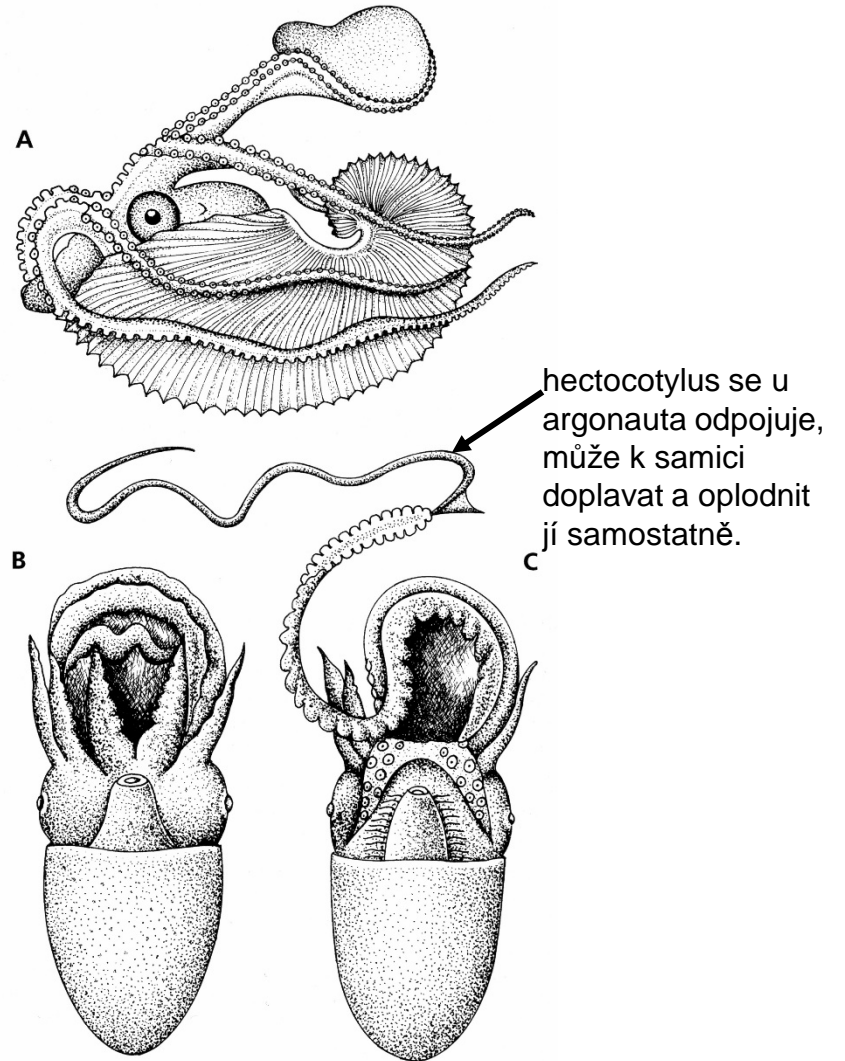 A
hectocotylus se u
argonauta odpojuje,
může k samici
doplavat a oplodnit
jí samostatně.
B
C